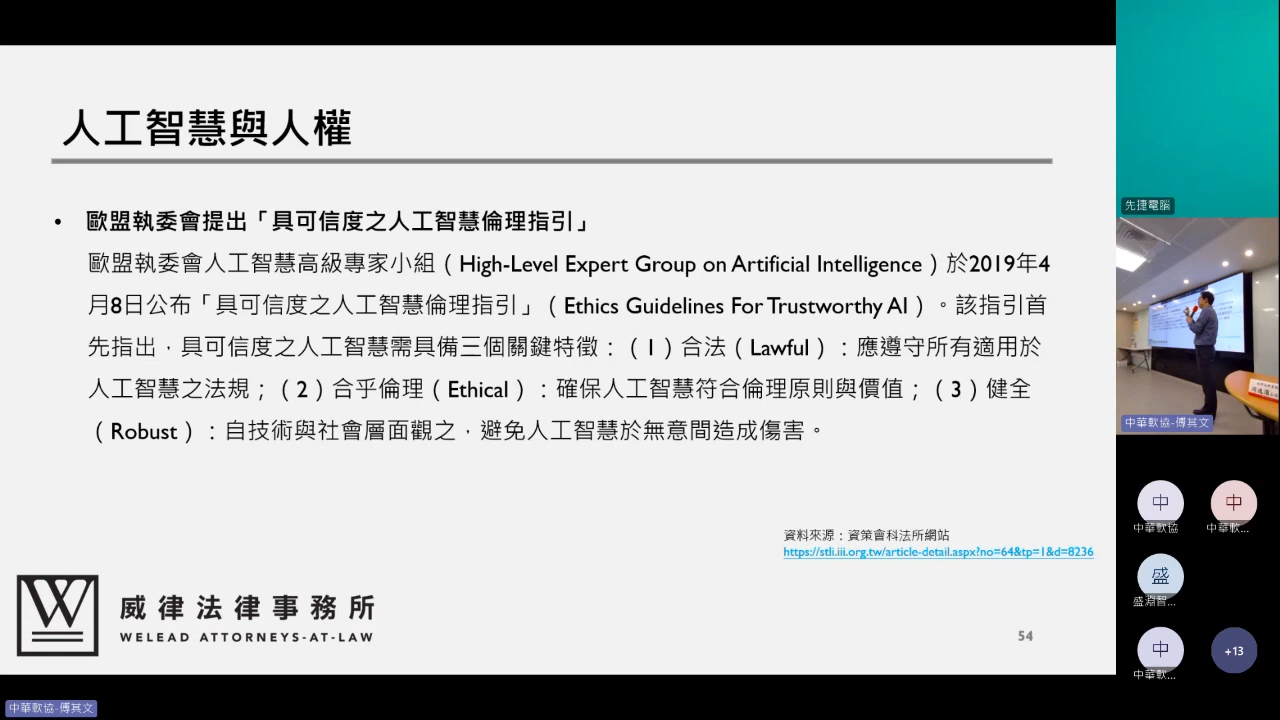 人工智慧與人權
• 歐盟執委會提出「具可信度之人工智慧倫理指引」
歐盟執委會人工智慧高級專家小組（High-Level Expert Group on Artificial Intelligence）於2019年4
月8日公布「具可信度之人工智慧倫理指引」（Ethics Guidelines For Trustworthy AI）。該指引首
先指出，具可信度之人工智慧需具備三個關鍵特徵：（1）合法（Lawful）：應遵守所有適用於
人工智慧之法規；（2）合乎倫理（Ethical）：確保人工智慧符合倫理原則與價值；（3）健全
（Robust）：自技術與社會層面觀之，避免人工智慧於無意間造成傷害。
資料來源：資策會科法所網站
https://stli.iii.org.tw/article-detail.aspx?no=64&tp=1&d=8236
W
威律法律事務所
WELEAD ATTORNEYS-AT-LAW
54
中華軟協-傅其文
先捷電腦
中華軟協-傅其文
中
中華軟協
中
中華軟...
盛
盛淵智...
中
中華軟...
+13